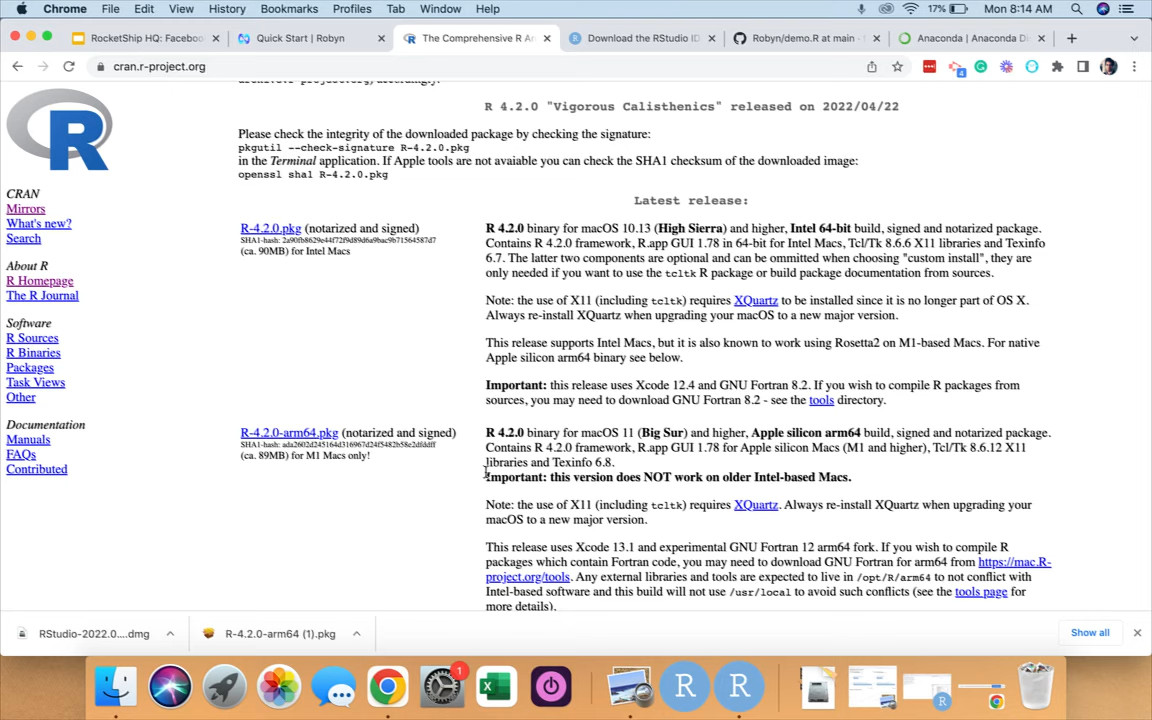 Chrome File Edit View History Bookmarks Profiles Tab Window Help 17% Mon 8:14 AM
RocketShip HQ: Faceboo Quick Start | Robyn The Comprehensive R Ar Download the RStudio ID Robyn/demo.R at main · Anaconda | Anaconda Di
cran.r-project.org
4
R
CRAN
Mirrors
What's new?
Search
About R
R Homepage
The R Journal
Software
R Sources
R Binaries
Packages
Task Views
Other
Documentation
Manuals
FAQs
Contributed
R 4.2.0 "Vigorous Calisthenics" released on 2022/04/22
Please check the integrity of the downloaded package by checking the signature:
pkgutil --check-signature R-4.2.0.pkg
in the Terminal application. If Apple tools are not avaiable you can check the SHA1 checksum of the downloaded image:
openssl sha1 R-4.2.0.pkg
Latest release:
R-4.2.0.pkg (notarized and signed)
SHA1-hash: 2a90fb8629e44f72f9d89d6a9bac9b71564587d7
(ca. 90MB) for Intel Macs
R 4.2.0 binary for macOS 10.13 (High Sierra) and higher, Intel 64-bit build, signed and notarized package.
Contains R 4.2.0 framework, R.app GUI 1.78 in 64-bit for Intel Macs, Tcl/Tk 8.6.6 X11 libraries and Texinfo
6.7. The latter two components are optional and can be ommitted when choosing "custom install", they are
only needed if you want to use the tcltk R package or build package documentation from sources.
Note: the use of X11 (including tcltk) requires XQuartz to be installed since it is no longer part of OS X.
Always re-install XQuartz when upgrading your macOS to a new major version.
This release supports Intel Macs, but it is also known to work using Rosetta2 on M1-based Macs. For native
Apple silicon arm64 binary see below.
Important: this release uses Xcode 12.4 and GNU Fortran 8.2. If you wish to compile R packages from
sources, you may need to download GNU Fortran 8.2 - see the tools directory.
R-4.2.0-arm64.pkg (notarized and signed)
SHA1-hash: ada2602d245164d316967d24f5482b58e2dfddff
(ca. 89MB) for M1 Macs only!
R 4.2.0 binary for macOS 11 (Big Sur) and higher, Apple silicon arm64 build, signed and notarized package.
Contains R 4.2.0 framework, R.app GUI 1.78 for Apple silicon Macs (M1 and higher), Tcl/Tk 8.6.12 X11
libraries and Texinfo 6.8.
Important: this version does NOT work on older Intel-based Macs.
Note: the use of X11 (including tcltk) requires XQuartz. Always re-install XQuartz when upgrading your
macOS to a new major version.
This release uses Xcode 13.1 and experimental GNU Fortran 12 arm64 fork. If you wish to compile R
packages which contain Fortran code, you may need to download GNU Fortran for arm64 from https://mac.R-
project.org/tools. Any external libraries and tools are expected to live in /opt/R/arm64 to not conflict with
Intel-based software and this build will not use /usr/local to avoid such conflicts (see the tools page for
more details).
RStudio-2022.0....dmg R-4.2.0-arm64 (1).pkg Show all
1
R R